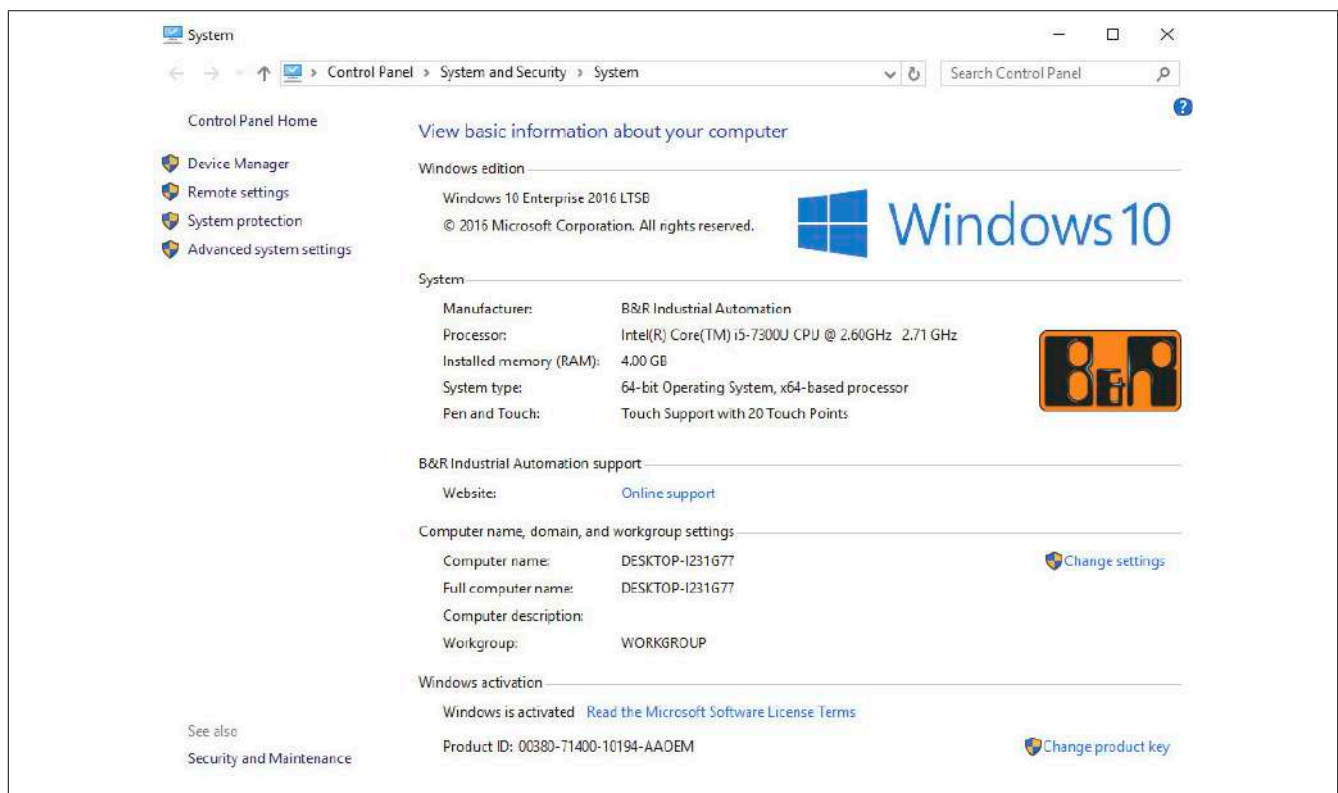 System
Control Panel > System and Security > System
Search Control Panel
?
Control Panel Home
Device Manager
Remote settings
System protection
Advanced system settings
View basic information about your computer
Windows edition
Windows 10 Enterprise 2016 LTSB
© 2016 Microsoft Corporation. All rights reserved.
Windows 10
System
Manufacturer: B&R Industrial Automation
Processor: Intel(R) Core(TM) i5-7300U CPU @ 2.60GHz 2.71 GHz
Installed memory (RAM): 4.00 GB
System type: 64-bit Operating System, x64-based processor
Pen and Touch: Touch Support with 20 Touch Points
B&R
B&R Industrial Automation support
Website: Online support
Computer name, domain, and workgroup settings
Computer name: DESKTOP-I231G77
Change settings
Full computer name: DESKTOP-I231G77
Computer description:
Workgroup: WORKGROUP
Windows activation
Windows is activated Read the Microsoft Software License Terms
Product ID: 00380-71400-10194-AAOEM
Change product key
See also
Security and Maintenance